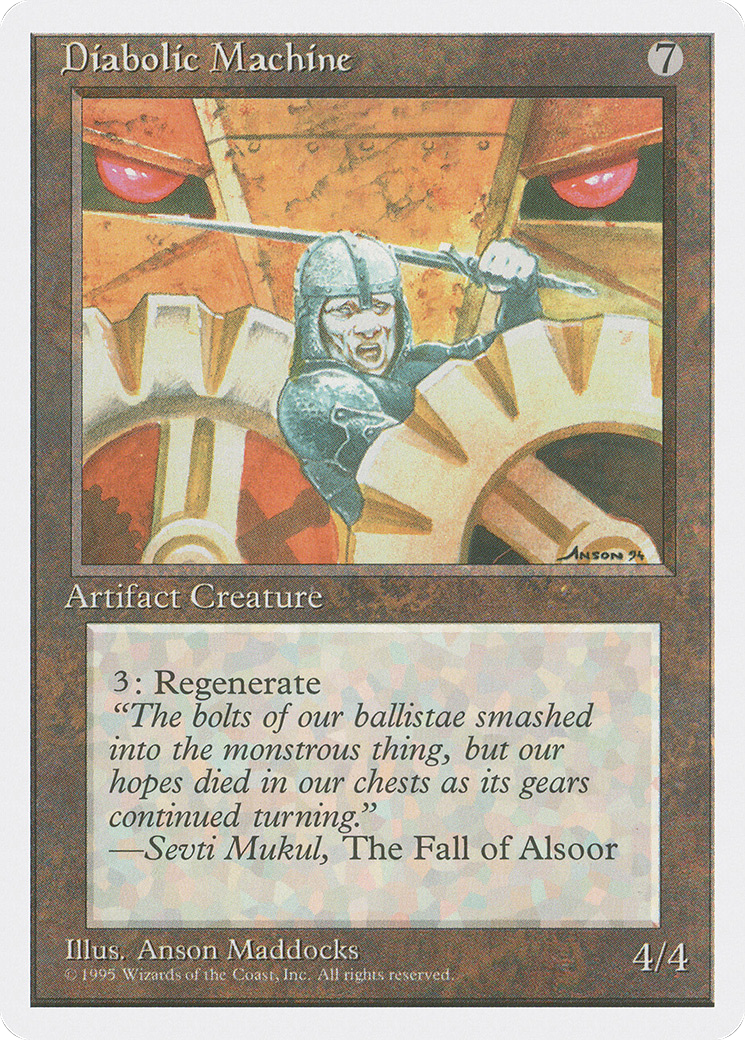 Diabolic Machine 7
ANSON 94
Artifact Creature
3: Regenerate
“The bolts of our ballistae smashed
into the monstrous thing, but our
hopes died in our chests as its gears
continued turning.”
—Sevti Mukul, The Fall of Alsoor
Illus. Anson Maddocks
4/4
© 1995 Wizards of the Coast, Inc. All rights reserved.